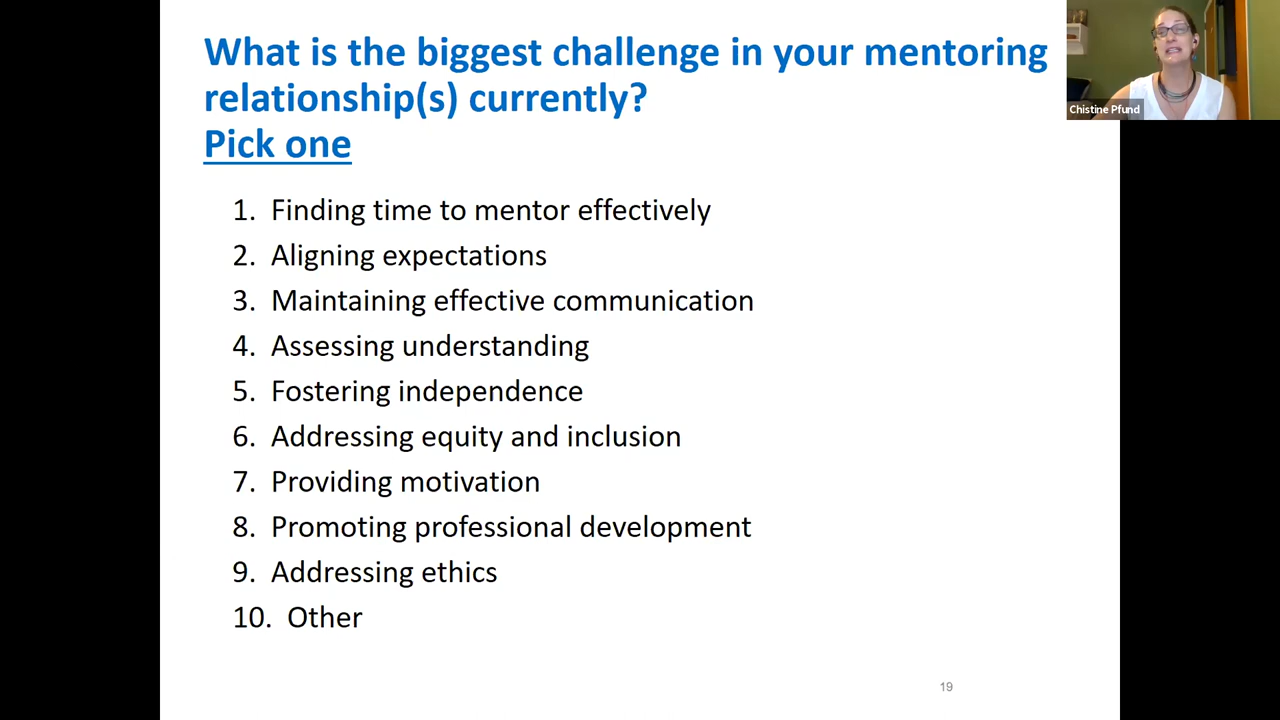 What is the biggest challenge in your mentoring
relationship(s) currently?
Pick one
1. Finding time to mentor effectively
2. Aligning expectations
3. Maintaining effective communication
4. Assessing understanding
5. Fostering independence
6. Addressing equity and inclusion
7. Providing motivation
8. Promoting professional development
9. Addressing ethics
10. Other
19
Chistine Pfund